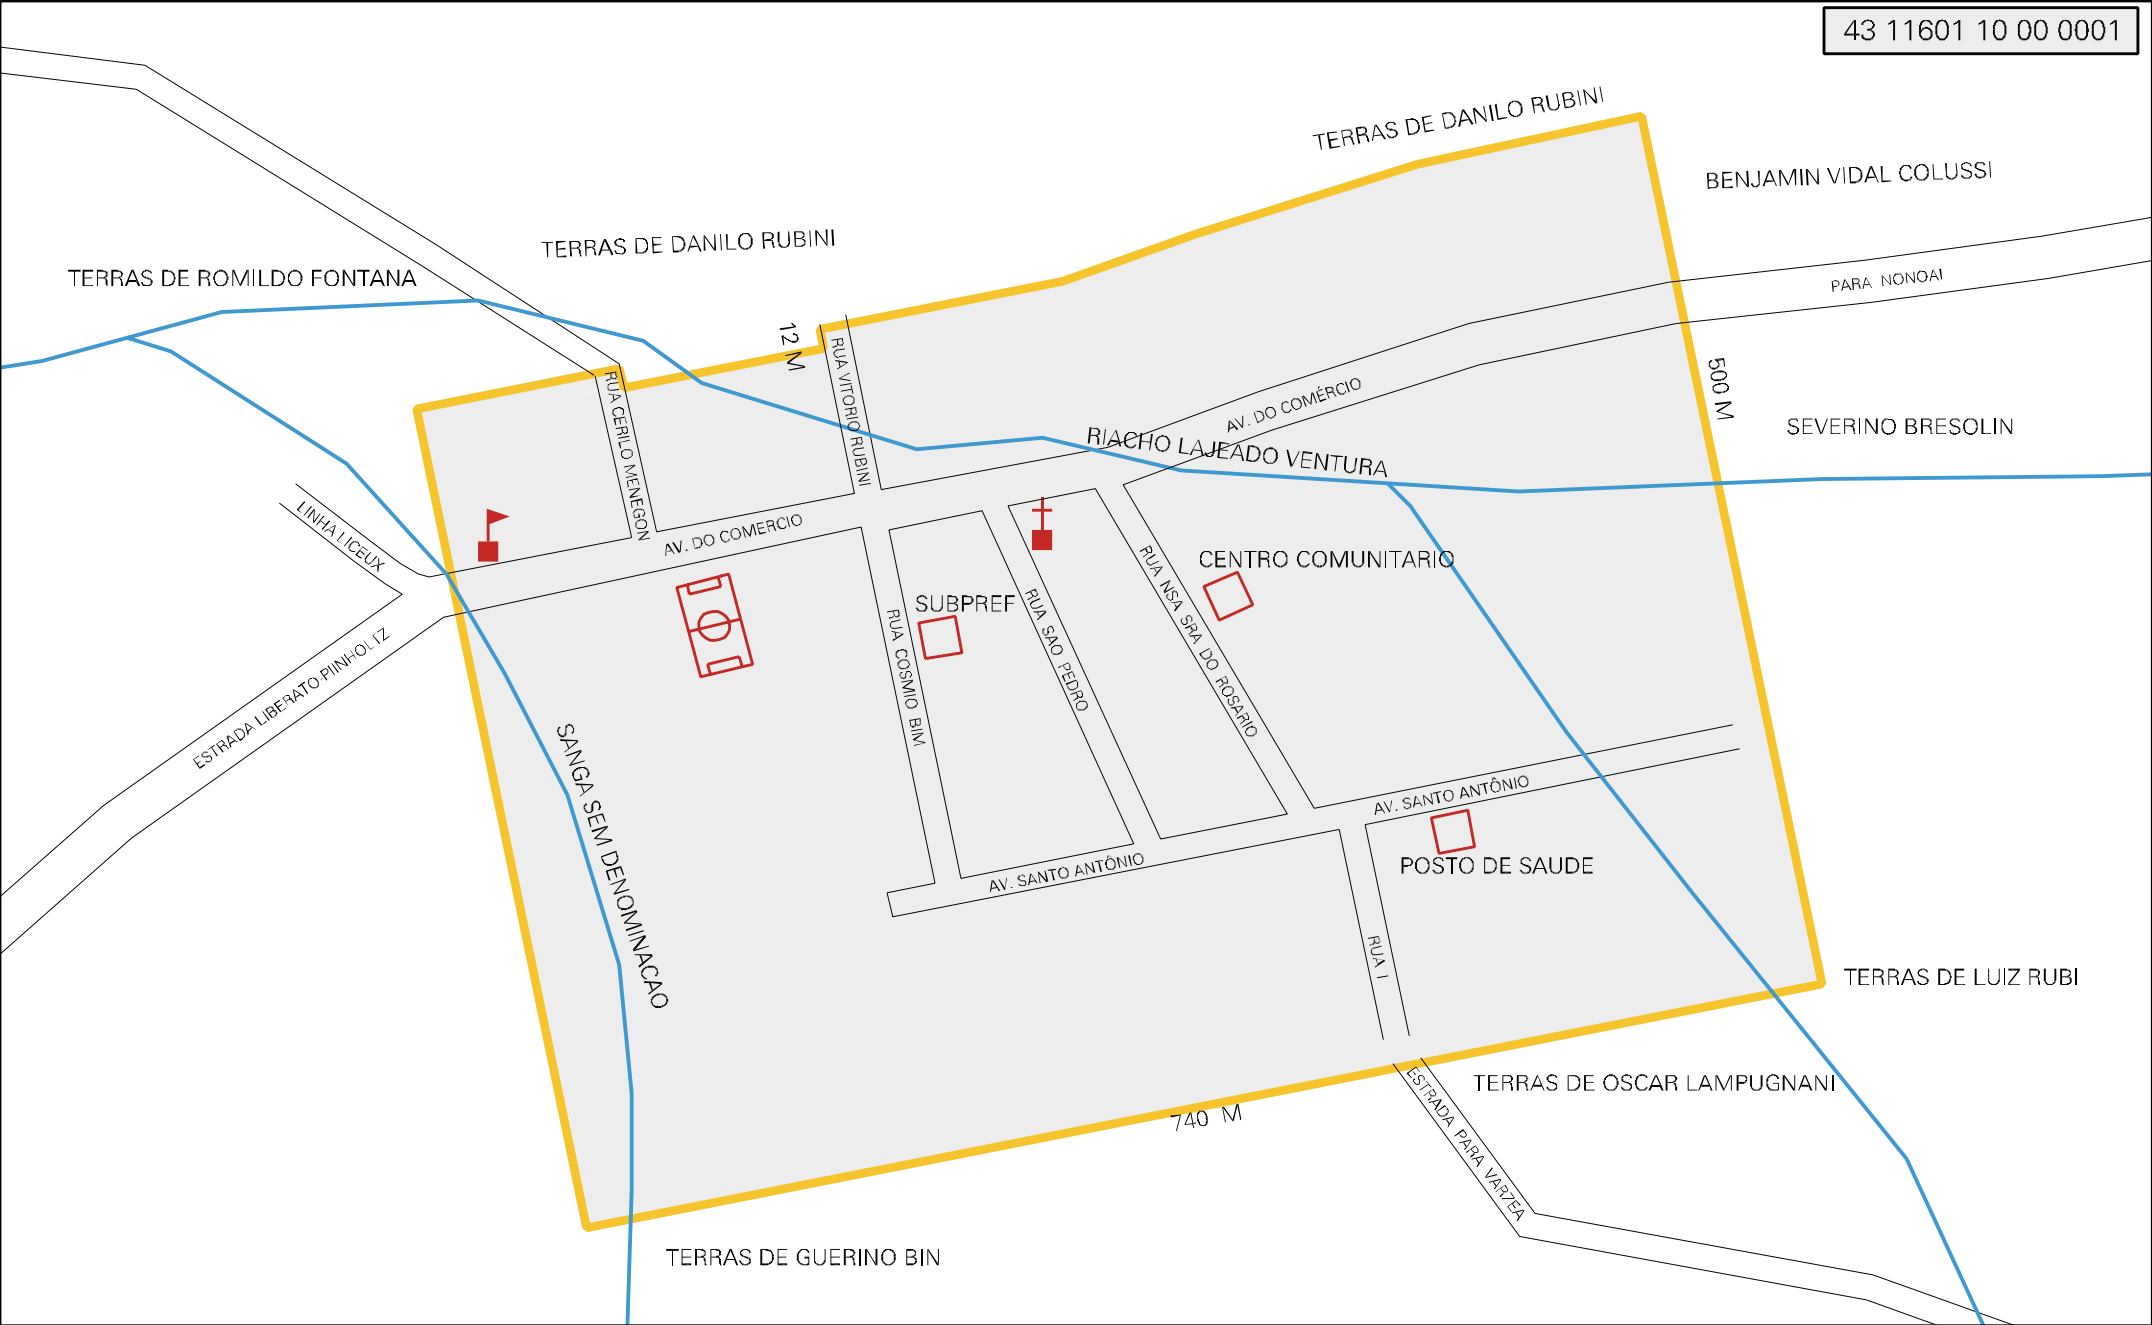 43 11601 10 00 0001
TERRAS DE DANILO RUBINI
BENJAMIN VIDAL COLUSSI
TERRAS DE DANILO RUBINI
TERRAS DE ROMILDO FONTANA
PARA NONOAI
12 M
RUA VITORIO RUBINI
RUA CERILO MENEGON
500 M
AV. DO COMÉRCIO
SEVERINO BRESOLIN
RIACHO LAJEADO VENTURA
LINHA LICEUX
AV. DO COMERCIO
CENTRO COMUNITARIO
SUBPREF
RUA COSMIO BIM
RUA SAO PEDRO
RUA NSA SRA DO ROSARIO
ESTRADA LIBERATO-PIINHOLTZ
SANGA SEM DENOMINACAO
AV. SANTO ANTÔNIO
POSTO DE SAUDE
AV. SANTO ANTÔNIO
RUA I
TERRAS DE LUIZ RUBI
TERRAS DE OSCAR LAMPUGNANI
740 M
ESTRADA PARA VARZEA
TERRAS DE GUERINO BIN